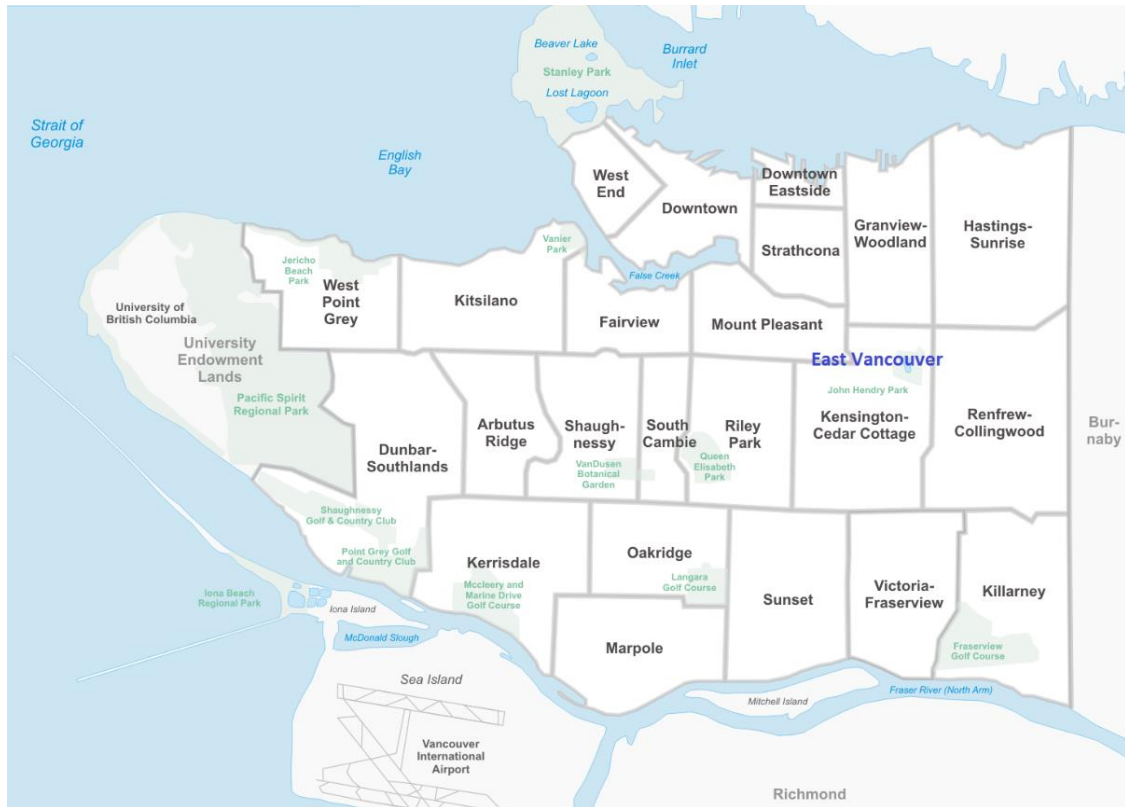 Beaver Lake
Burrard
Inlet
Stanley Park
Lost Lagoon
Strait of
Georgia
English
Bay
West
End
Downtown
Eastside
Downtown
Granview-
Woodland
Hastings-
Sunrise
Strathcona
Vanier
Park
Jericho
Beach
Park
West
Point
Grey
False Creek
University of
British Columbia
Kitsilano
Fairview
Mount Pleasant
University
Endowment
Lands
East Vancouver
Pacific Spirit
Regional Park
John Hendry Park
Arbutus
Ridge
Shaugh-
nessy
South
Cambie
Riley
Park
Kensington-
Cedar Cottage
Renfrew-
Collingwood
Bur-
naby
Dunbar-
Southlands
VanDusen
Botanical
Garden
Queen
Elisabeth
Park
Shaughnessy
Golf & Country Club
Point Grey Golf
and Country Club
Kerrisdale
Oakridge
Langara
Golf Course
Mccleery and
Marine Drive
Golf Course
Sunset
Victoria-
Fraserview
Killarney
Iona Beach
Regional Park
Iona Island
McDonald Slough
Marpole
Fraserview
Golf Course
Sea Island
Mitchell Island
Fraser River (North Arm)
Vancouver
International
Airport
Richmond